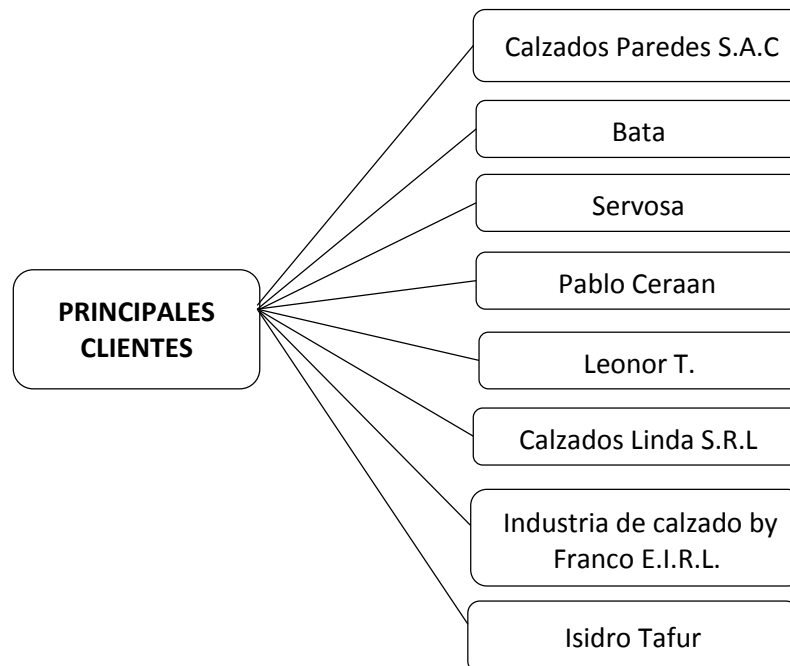 Calzados Paredes S.A.C
Bata
Servosa
Pablo Ceraan
PRINCIPALES
CLIENTES
Leonor T.
Calzados Linda S.R.L
Industria de calzado by
Franco E.I.R.L.
Isidro Tafur